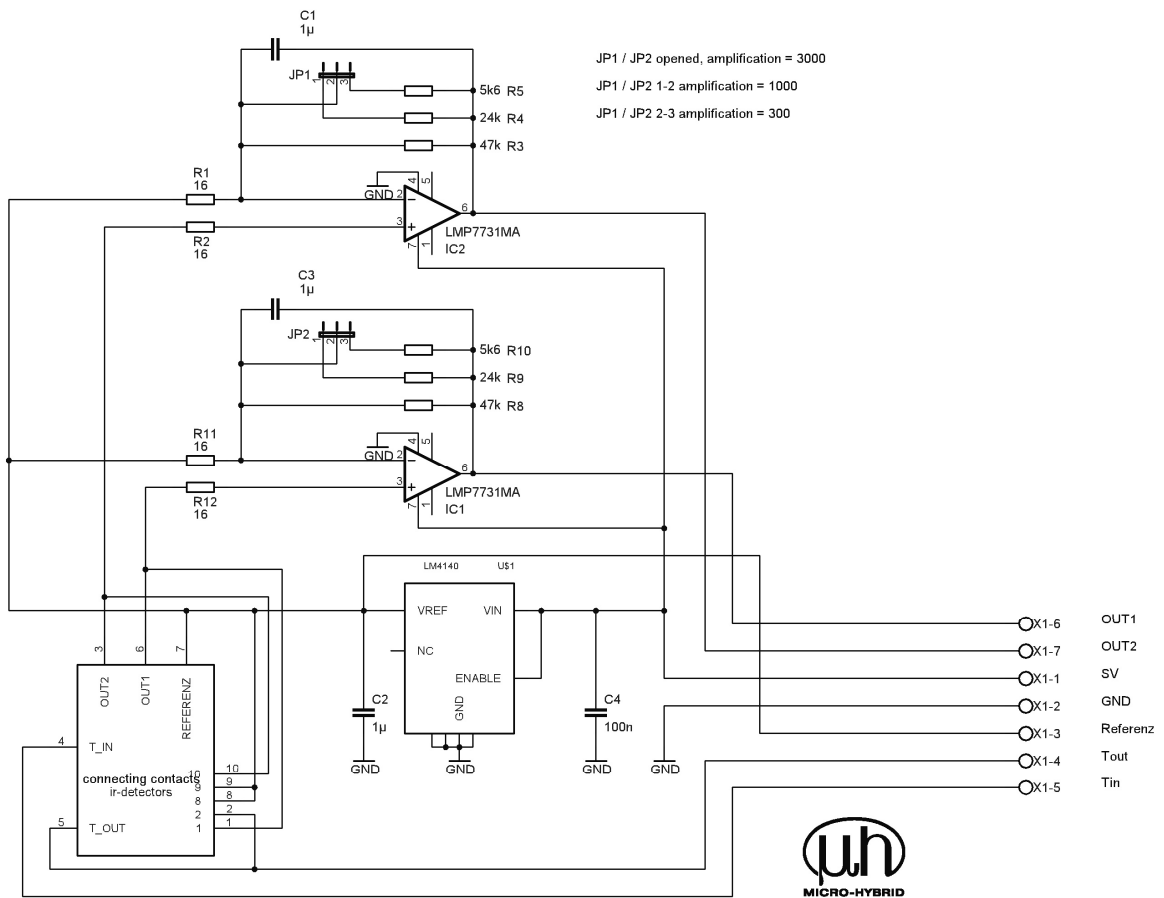 C1
1µ
JP1
1
2
3
5k6 R5
24k R4
47k R3
JP1 / JP2 opened, amplification = 3000
JP1 / JP2 1-2 amplification = 1000
JP1 / JP2 2-3 amplification = 300
R1
16
R2
16
GND
4
5
2
3
6
7
1
LMP7731MA
IC2
C3
1µ
JP2
1
2
3
5k6 R10
24k R9
47k R8
R11
16
R12
16
GND
4
5
2
3
6
7
1
LMP7731MA
IC1
LM4140
U$1
VREF
VIN
NC
ENABLE
GND
C2
1µ
C4
100n
GND
GND
GND
GND
3
6
7
OUT2
OUT1
REFERENZ
4
T_IN
connecting contacts
ir-detectors
5
T_OUT
10
9
8
2
1
10
9
8
2
1
X1-6 OUT1
X1-7 OUT2
X1-1 SV
X1-2 GND
X1-3 Referenz
X1-4 Tout
X1-5 Tin
µh
MICRO-HYBRID